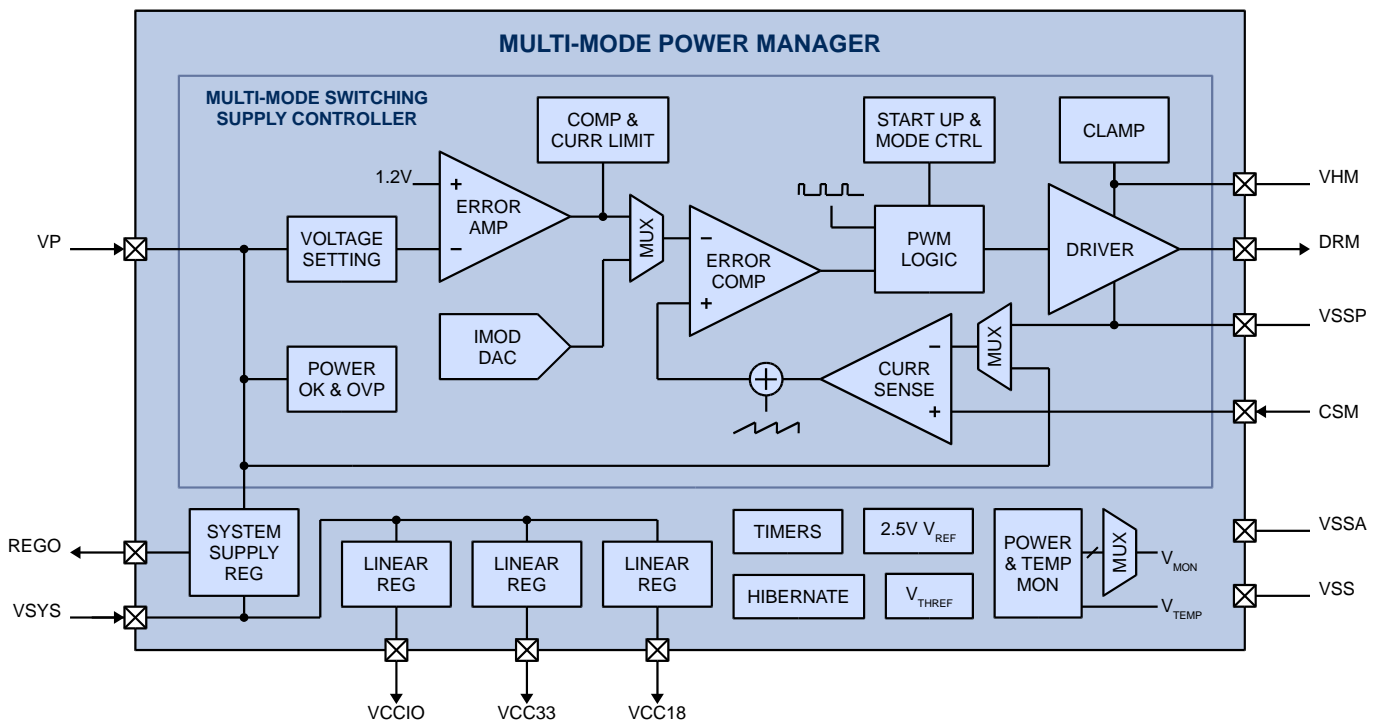 MULTI-MODE POWER MANAGER
MULTI-MODE SWITCHING
SUPPLY CONTROLLER
COMP &
CURR LIMIT
START UP &
MODE CTRL
CLAMP
1.2V
+
ERROR
AMP
−
VOLTAGE
SETTING
MUX
−
ERROR
COMP
+
PWM
LOGIC
DRIVER
VHM
VP
DRM
IMOD
DAC
VSSP
MUX
−
CURR
SENSE
+
POWER
OK & OVP
CSM
SYSTEM
SUPPLY
REG
REGO
VSYS
LINEAR
REG
LINEAR
REG
LINEAR
REG
TIMERS
2.5V VREF
HIBERNATE
VTHREF
POWER
& TEMP
MON
MUX
VMON
VTEMP
VSSA
VSS
VCCIO
VCC33
VCC18